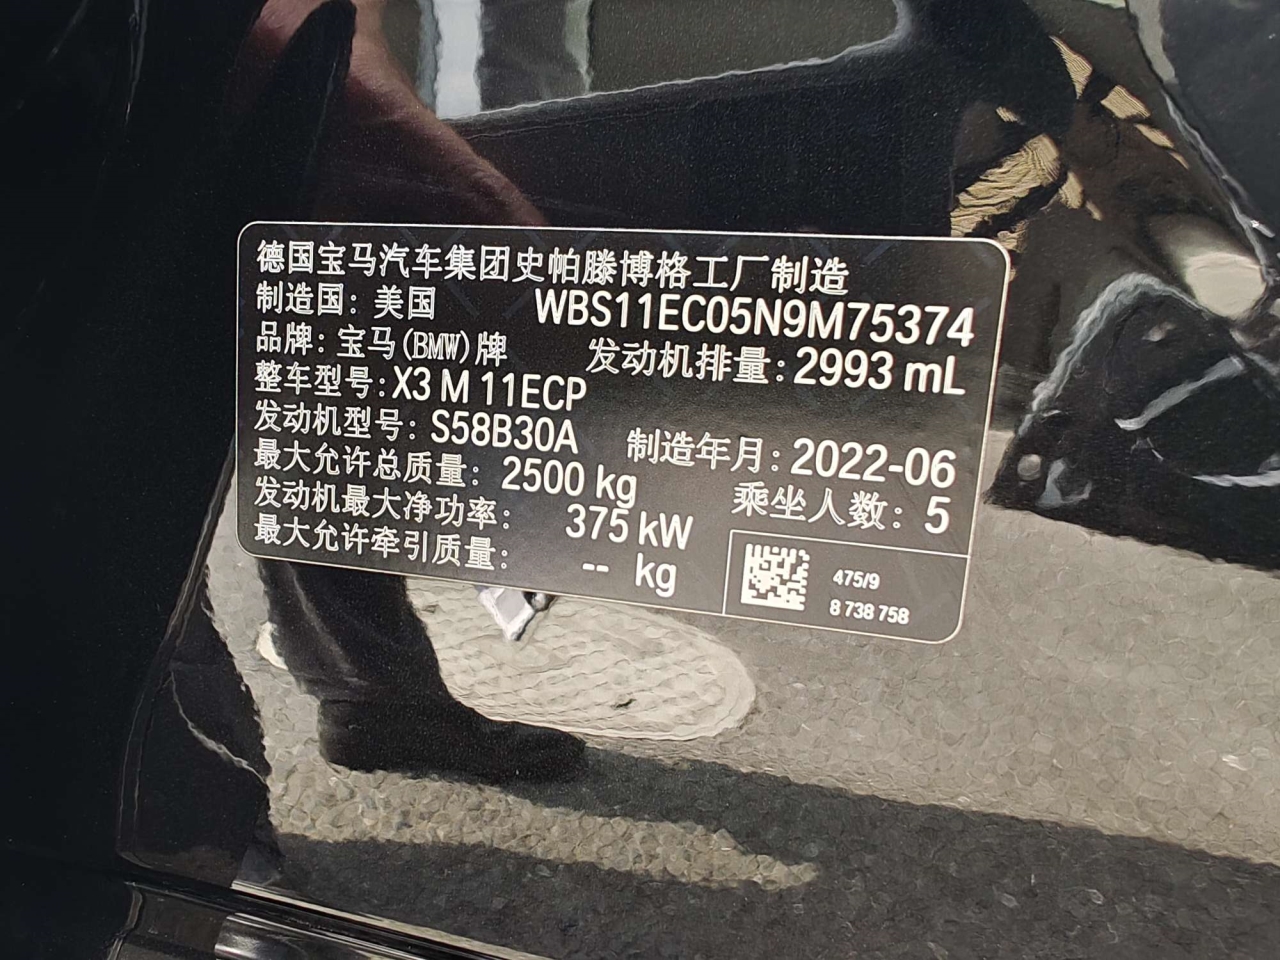 德国宝马汽车集团史帕滕博格工厂制造
制造国: 美国 WBS11EC05N9M75374
品牌: 宝马(BMW)牌 发动机排量: 2993 mL
整车型号: X3 M 11ECP
发动机型号: S58B30A 制造年月: 2022-06
最大允许总质量: 2500 kg 乘坐人数: 5
发动机最大净功率: 375 kW
最大允许牵引质量: -- kg
475/9
8 738 758